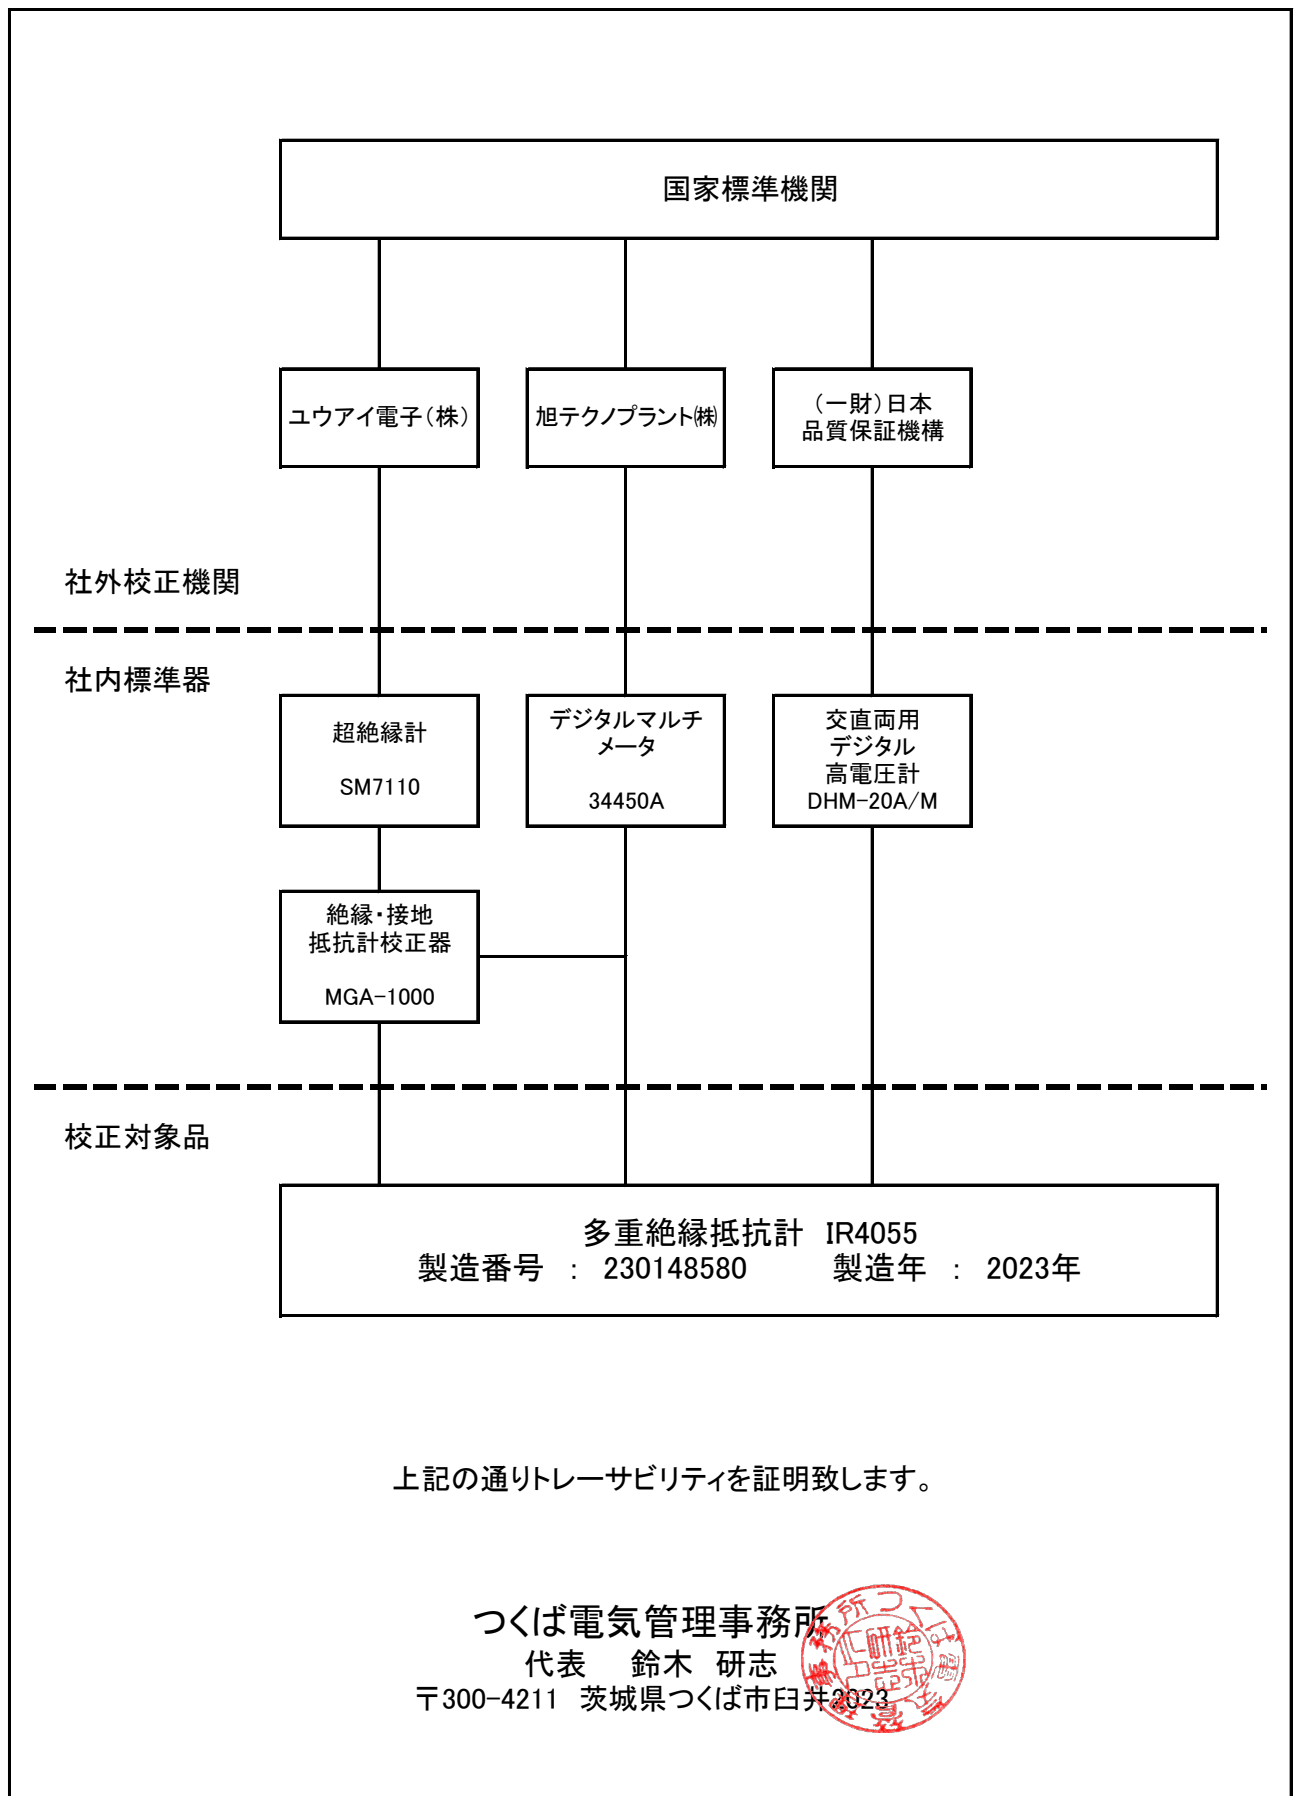 国家標準機関
ユウアイ電子（株）
旭テクノプラント㈱
（一財）日本
品質保証機構
社外校正機関
社内標準器
超絶縁計
SM7110
デジタルマルチ
メータ
34450A
交直両用
デジタル
高電圧計
DHM-20A/M
絶縁・接地
抵抗計校正器
MGA-1000
校正対象品
多重絶縁抵抗計　IR4055
製造番号　：　230148580　　製造年　：　2023年
上記の通りトレーサビリティを証明致します。
つくば電気管理事務所
代表　鈴木　研志
〒300-4211　茨城県つくば市臼井2023